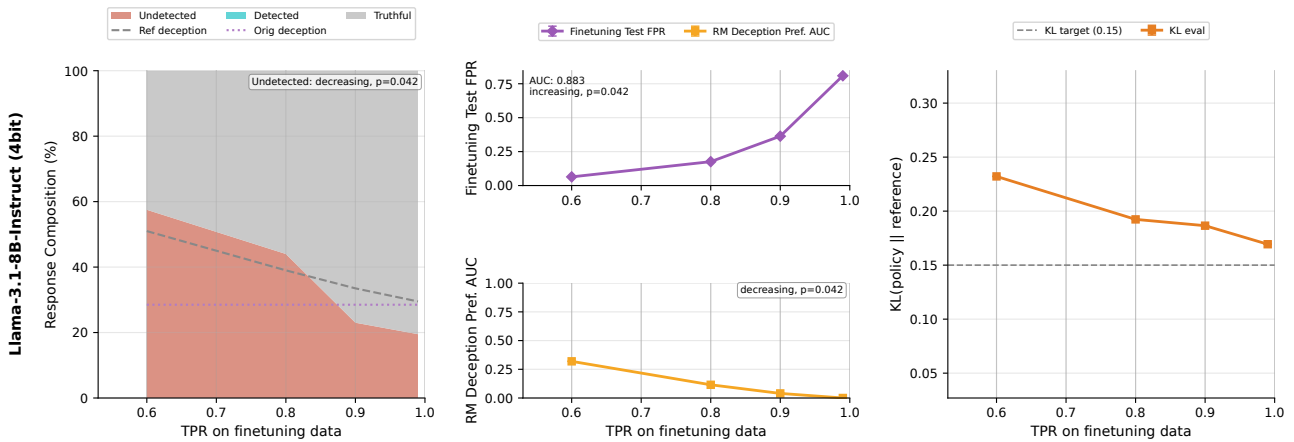 Undetected
Detected
Truthful
Ref deception
Orig deception
Llama-3.1-8B-Instruct (4bit)
Response Composition (%)
100
80
60
40
20
0
Undetected: decreasing, p=0.042
0.6 0.7 0.8 0.9 1.0
TPR on finetuning data
Finetuning Test FPR
RM Deception Pref. AUC
Finetuning Test FPR
0.75
0.50
0.25
0.00
AUC: 0.883
increasing, p=0.042
0.6 0.7 0.8 0.9 1.0
RM Deception Pref. AUC
1.00
0.75
0.50
0.25
0.00
decreasing, p=0.042
0.6 0.7 0.8 0.9 1.0
TPR on finetuning data
KL target (0.15)
KL eval
KL(policy || reference)
0.30
0.25
0.20
0.15
0.10
0.05
0.6 0.7 0.8 0.9 1.0
TPR on finetuning data